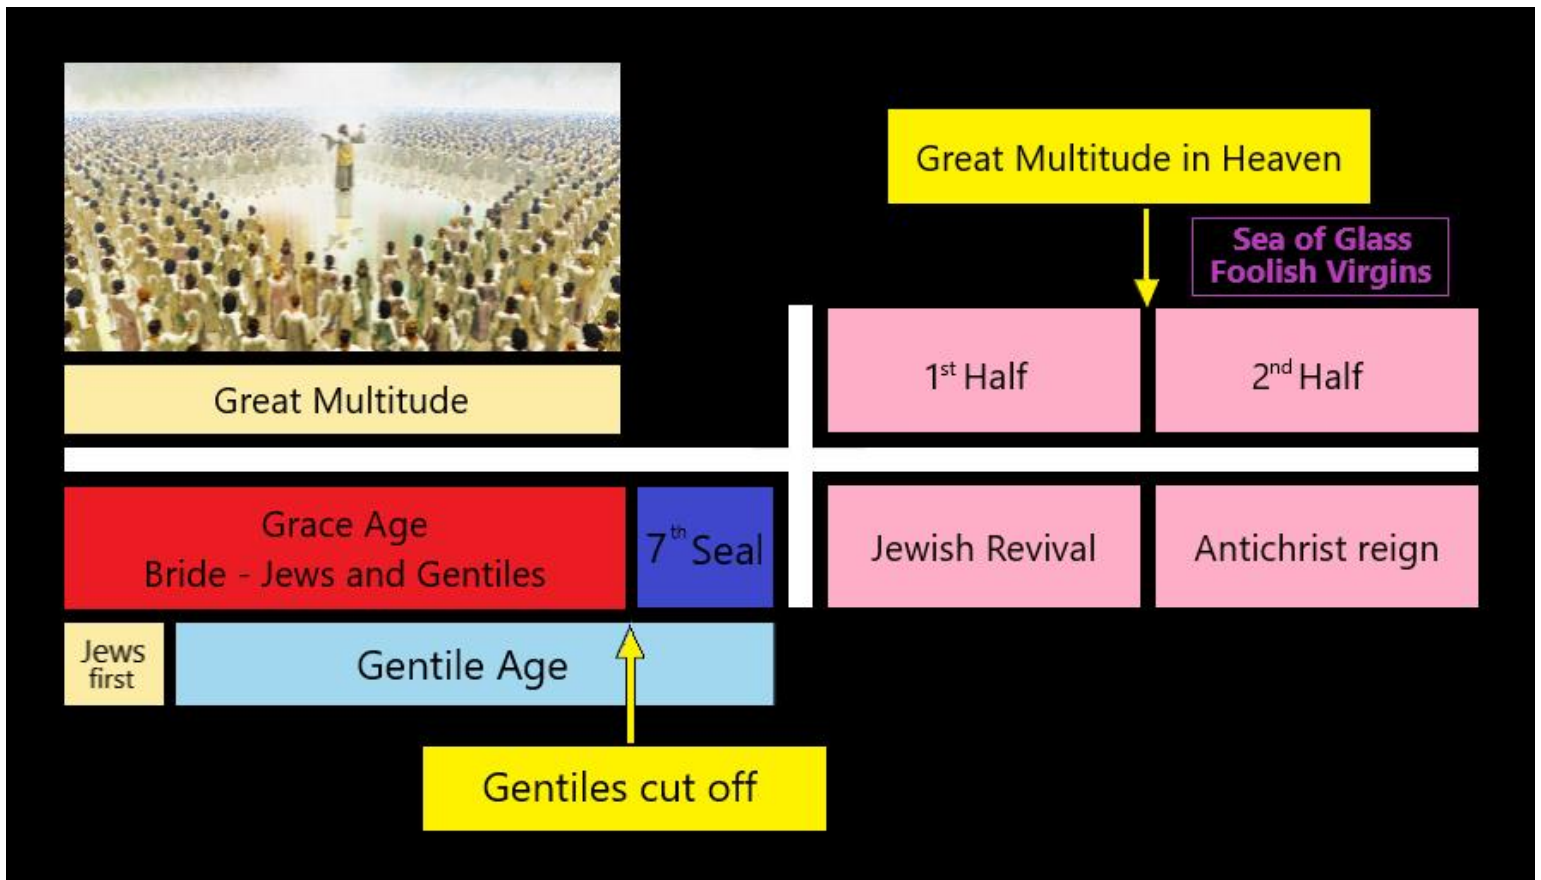 Great Multitude in Heaven
Sea of Glass
Foolish Virgins
Great Multitude
1st Half
2nd Half
Grace Age
Bride - Jews and Gentiles
7th Seal
Jewish Revival
Antichrist reign
Jews
first
Gentile Age
Gentiles cut off